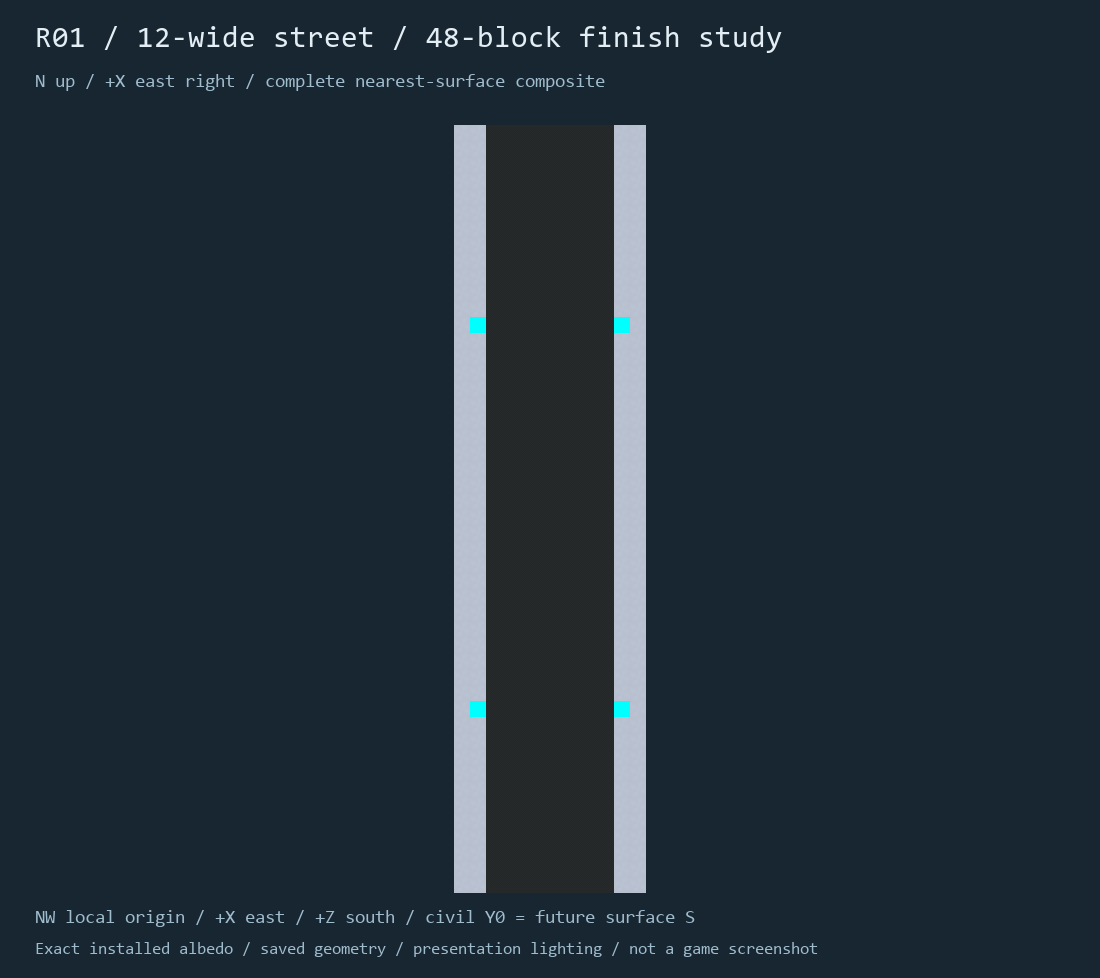 R01 / 12-wide street / 48-block finish study
N up / +X east right / complete nearest-surface composite
NW local origin / +X east / +Z south / civil Y0 = future surface S
Exact installed albedo / saved geometry / presentation lighting / not a game screenshot